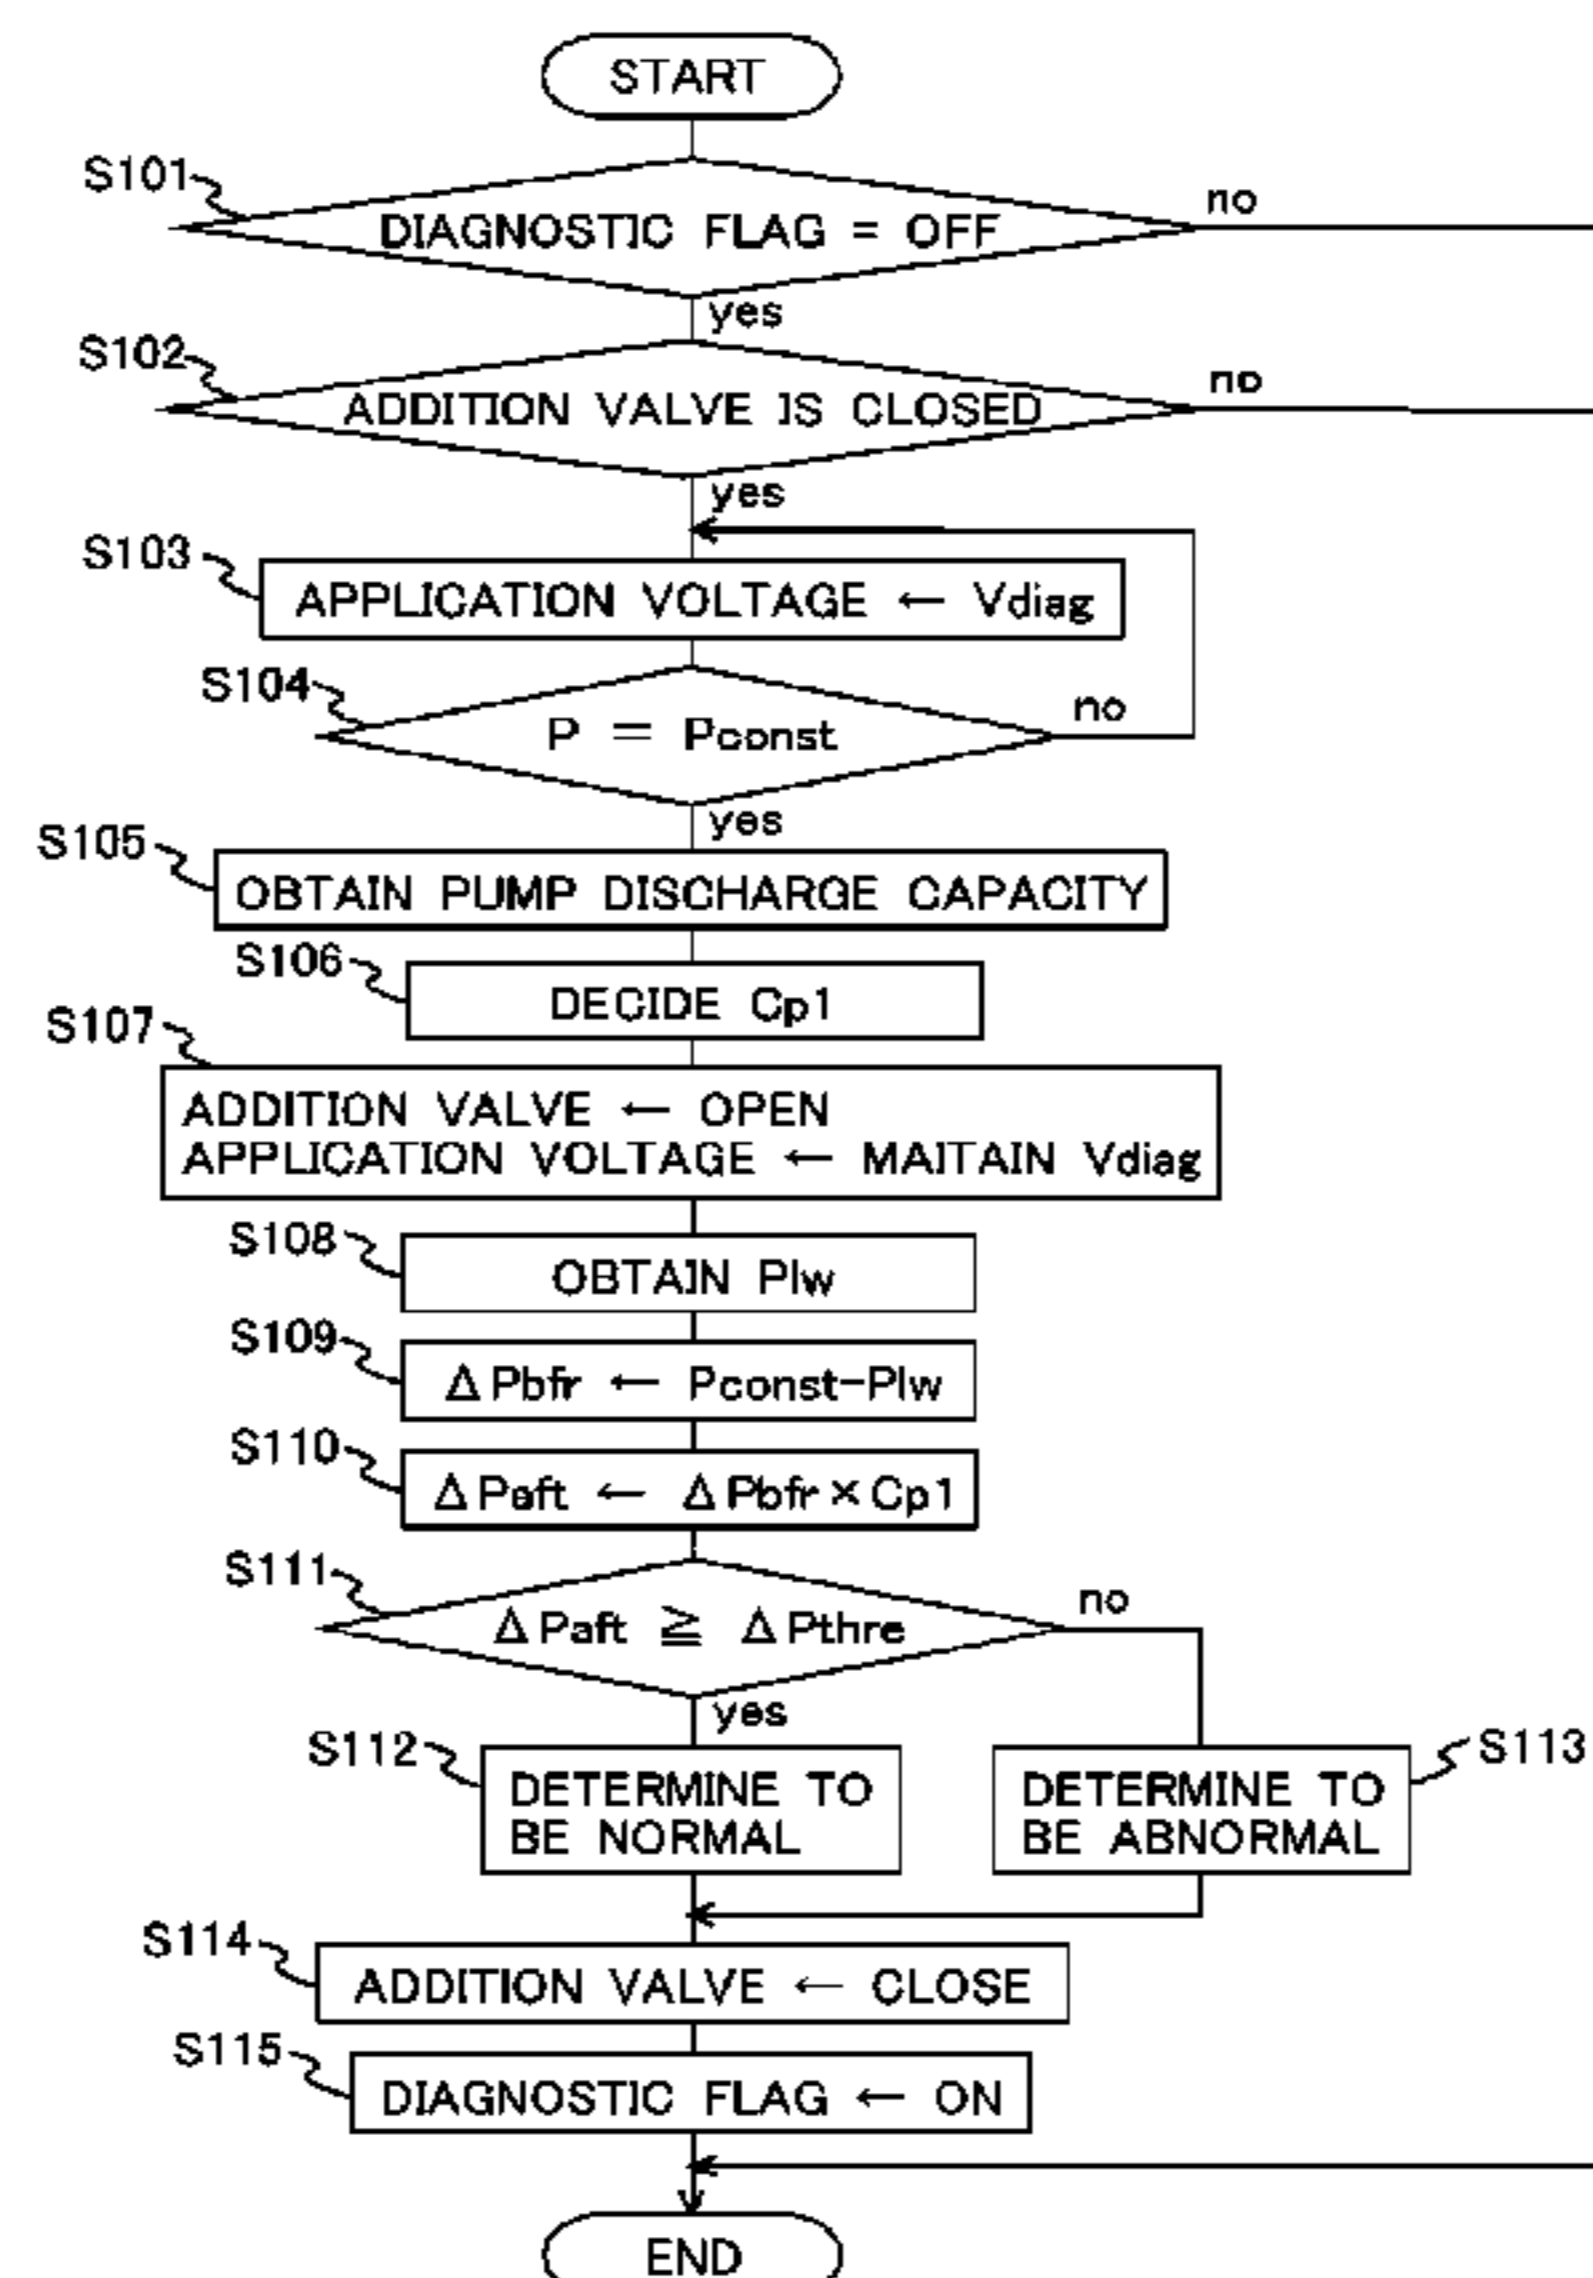 START
S101
DIAGNOSTIC FLAG = OFF
no
yes
S102
ADDITION VALVE IS CLOSED
no
yes
S103
APPLICATION VOLTAGE ← Vdiag
S104
P = Pconst
no
yes
S105
OBTAIN PUMP DISCHARGE CAPACITY
S106
DECIDE Cp1
S107
ADDITION VALVE ← OPEN
APPLICATION VOLTAGE ← MAITAIN Vdiag
S108
OBTAIN Plw
S109
ΔPbfr ← Pconst-Plw
S110
ΔPaft ← ΔPbfr×Cp1
S111
ΔPaft ≧ ΔPthre
no
yes
S112
DETERMINE TO
BE NORMAL
S113
DETERMINE TO
BE ABNORMAL
S114
ADDITION VALVE ← CLOSE
S115
DIAGNOSTIC FLAG ← ON
END